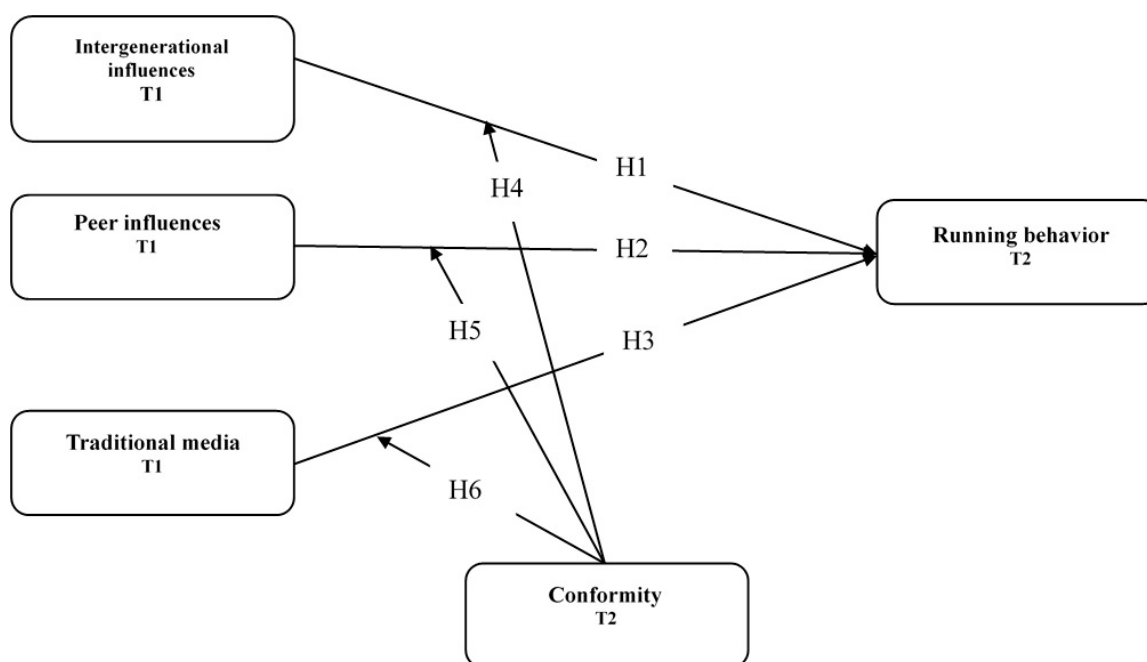 Intergenerational
influences
T1
H1
H4
Peer influences
T1
H2
Running behavior
T2
H5
H3
Traditional media
T1
H6
Conformity
T2